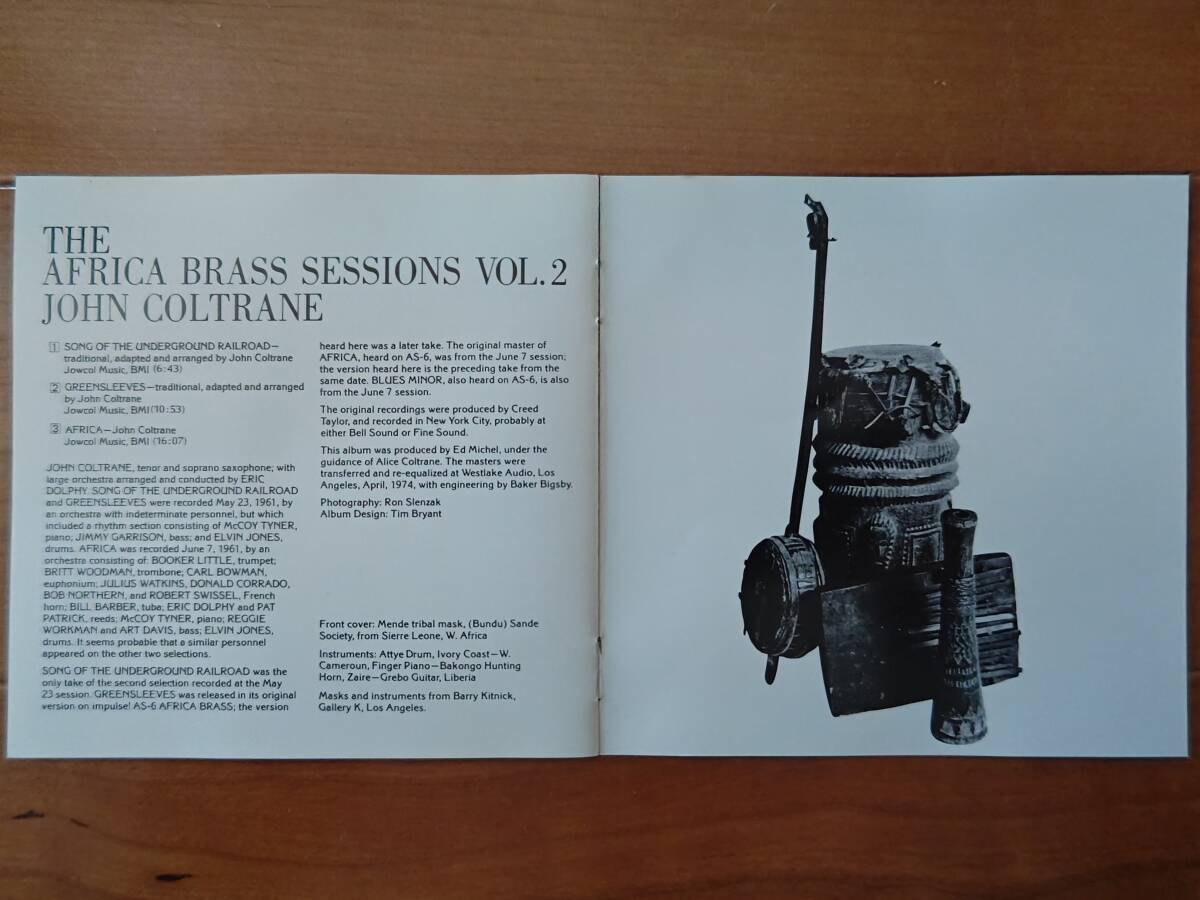 THE
AFRICA BRASS SESSIONS VOL. 2
JOHN COLTRANE
1 SONG OF THE UNDERGROUND RAILROAD—
traditional, adapted and arranged by John Coltrane
Jowcol Music, BMI (6:43)
2 GREENSLEEVES—traditional, adapted and arranged
by John Coltrane
Jowcol Music, BMI (10:53)
3 AFRICA—John Coltrane
Jowcol Music, BMI (16:07)
JOHN COLTRANE, tenor and soprano saxophone; with
large orchestra arranged and conducted by ERIC
DOLPHY. SONG OF THE UNDERGROUND RAILROAD
and GREENSLEEVES were recorded May 23, 1961, by
an orchestra with indeterminate personnel, but which
included a rhythm section consisting of McCOY TYNER,
piano; JIMMY GARRISON, bass; and ELVIN JONES,
drums. AFRICA was recorded June 7, 1961, by an
orchestra consisting of: BOOKER LITTLE, trumpet;
BRITT WOODMAN, trombone; CARL BOWMAN,
euphonium; JULIUS WATKINS, DONALD CORRADO,
BOB NORTHERN, and ROBERT SWISSEL, French
horn; BILL BARBER, tuba; ERIC DOLPHY and PAT
PATRICK, reeds; McCOY TYNER, piano; REGGIE
WORKMAN and ART DAVIS, bass; ELVIN JONES,
drums. It seems probable that a similar personnel
appeared on the other two selections.
SONG OF THE UNDERGROUND RAILROAD was the
only take of the second selection recorded at the May
23 session. GREENSLEEVES was released in its original
version on impulse! AS-6 AFRICA BRASS; the version
heard here was a later take. The original master of
AFRICA, heard on AS-6, was from the June 7 session;
the version heard here is the preceding take from the
same date. BLUES MINOR, also heard on AS-6, is also
from the June 7 session.
The original recordings were produced by Creed
Taylor, and recorded in New York City, probably at
either Bell Sound or Fine Sound.
This album was produced by Ed Michel, under the
guidance of Alice Coltrane. The masters were
transferred and re-equalized at Westlake Audio, Los
Angeles, April, 1974, with engineering by Baker Bigsby.
Photography: Ron Slenzak
Album Design: Tim Bryant
Front cover: Mende tribal mask, (Bundu) Sande
Society, from Sierre Leone, W. Africa
Instruments: Attye Drum, Ivory Coast—W.
Cameroun, Finger Piano—Bakongo Hunting
Horn, Zaire—Grebo Guitar, Liberia
Masks and instruments from Barry Kitnick,
Gallery K, Los Angeles.